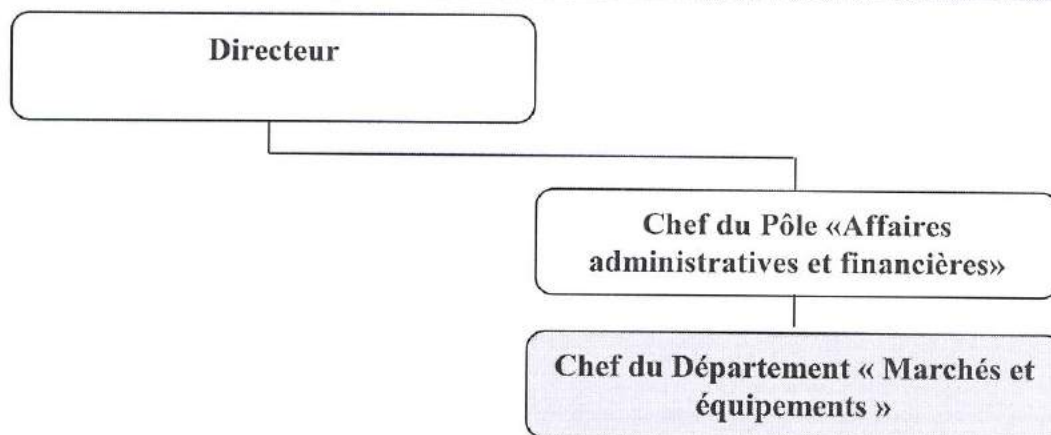 Directeur
Chef du Pôle «Affaires
administratives et financières»
Chef du Département « Marchés et
équipements »